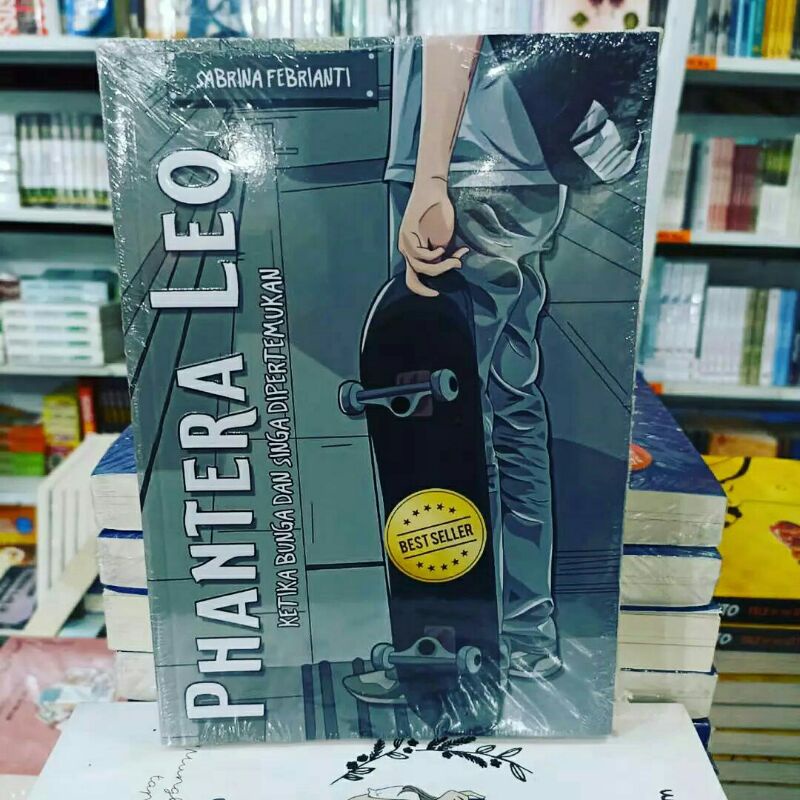 SABRINA FEBRIANTI
PHANTERA LEO
KETIKA BUNGA DAN SINGA DIPERTEMUKAN
BEST SELLER